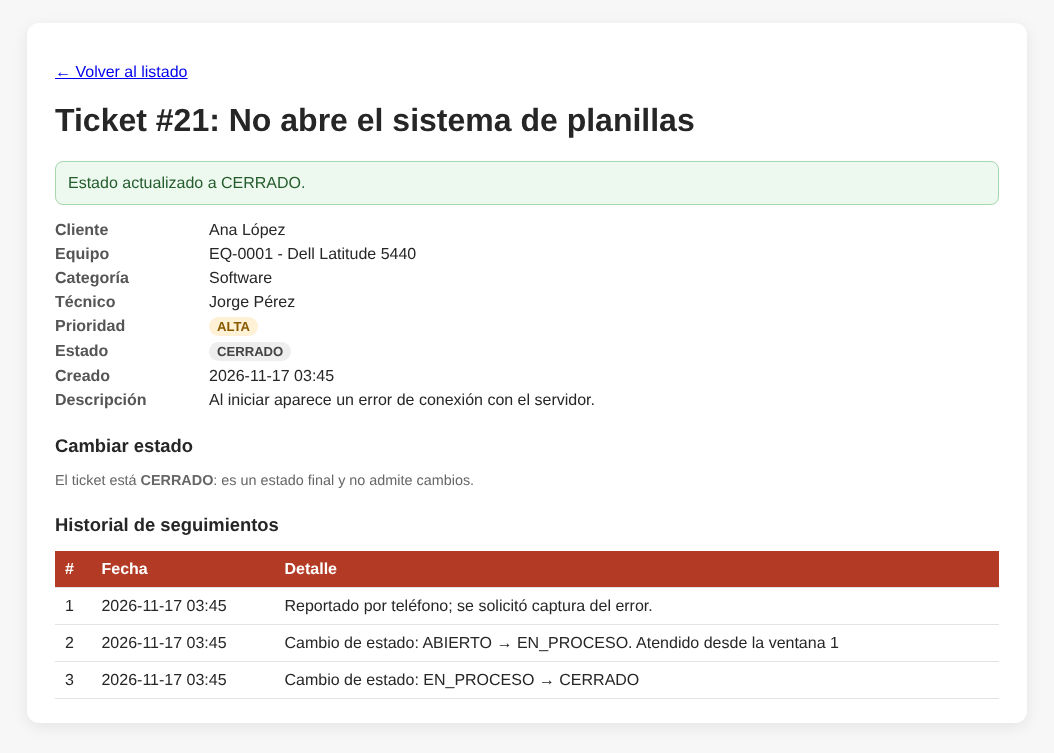 ← Volver al listado
Ticket #21: No abre el sistema de planillas
Estado actualizado a CERRADO.
Cliente Ana López
Equipo EQ-0001 - Dell Latitude 5440
Categoría Software
Técnico Jorge Pérez
Prioridad ALTA
Estado CERRADO
Creado 2026-11-17 03:45
Descripción Al iniciar aparece un error de conexión con el servidor.
Cambiar estado
El ticket está CERRADO: es un estado final y no admite cambios.
Historial de seguimientos
# Fecha Detalle
1 2026-11-17 03:45 Reportado por teléfono; se solicitó captura del error.
2 2026-11-17 03:45 Cambio de estado: ABIERTO → EN_PROCESO. Atendido desde la ventana 1
3 2026-11-17 03:45 Cambio de estado: EN_PROCESO → CERRADO